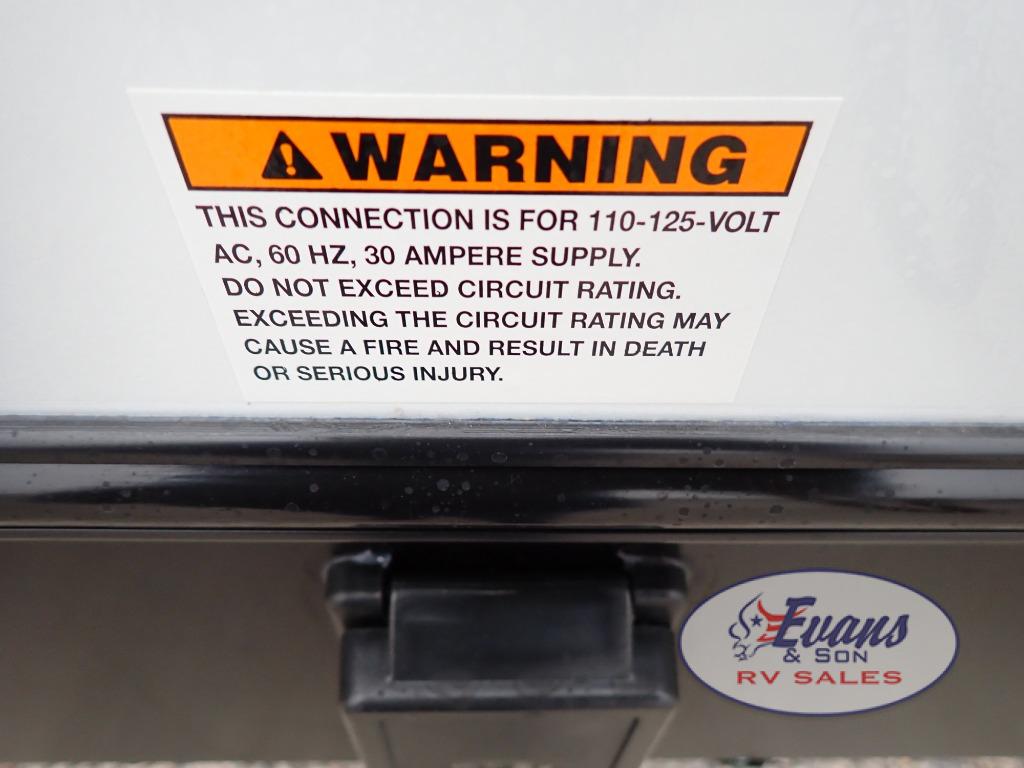 WARNING
THIS CONNECTION IS FOR 110-125-VOLT
AC, 60 HZ, 30 AMPERE SUPPLY.
DO NOT EXCEED CIRCUIT RATING.
EXCEEDING THE CIRCUIT RATING MAY
CAUSE A FIRE AND RESULT IN DEATH
OR SERIOUS INJURY.
Evans
& SON
RV SALES